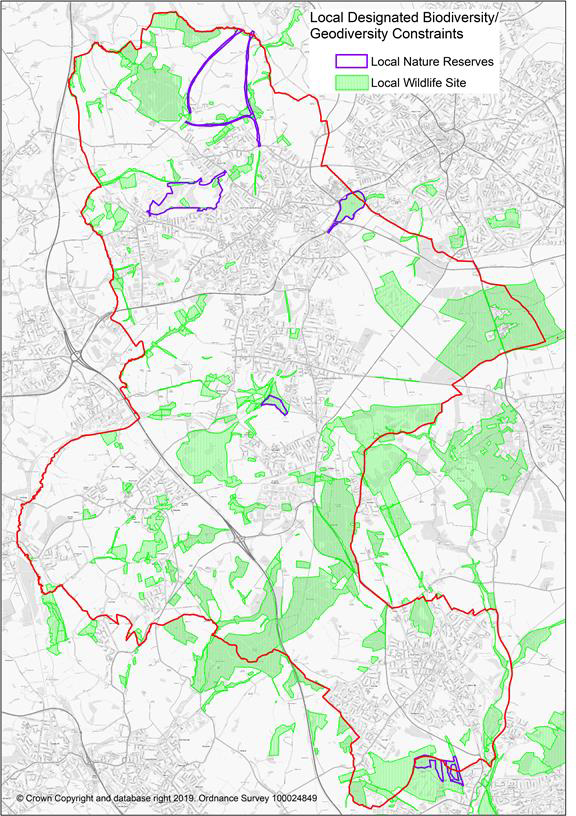 Local Designated Biodiversity/
Geodiversity Constraints
Local Nature Reserves
Local Wildlife Site
© Crown Copyright and database right 2019. Ordnance Survey 100024849